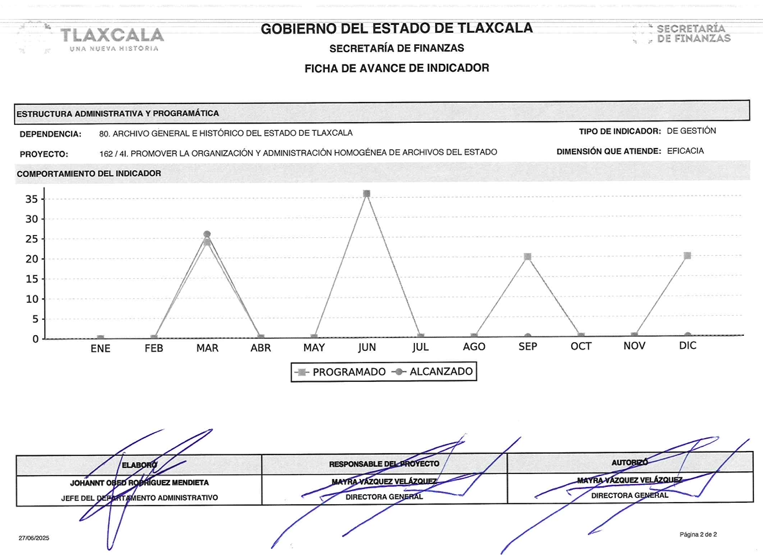 TLAXCALA
UNA NUEVA HISTORIA
GOBIERNO DEL ESTADO DE TLAXCALA
SECRETARÍA DE FINANZAS
FICHA DE AVANCE DE INDICADOR
SECRETARÍA
DE FINANZAS
ESTRUCTURA ADMINISTRATIVA Y PROGRAMÁTICA
DEPENDENCIA: 80. ARCHIVO GENERAL E HISTÓRICO DEL ESTADO DE TLAXCALA TIPO DE INDICADOR: DE GESTIÓN
PROYECTO: 162 / 4I. PROMOVER LA ORGANIZACIÓN Y ADMINISTRACIÓN HOMOGÉNEA DE ARCHIVOS DEL ESTADO DIMENSIÓN QUE ATIENDE: EFICACIA
COMPORTAMIENTO DEL INDICADOR
35
30
25
20
15
10
5
0
ENE FEB MAR ABR MAY JUN JUL AGO SEP OCT NOV DIC
PROGRAMADO ALCANZADO
ELABORÓ RESPONSABLE DEL PROYECTO AUTORIZÓ
JOHANNT OBED RODRÍGUEZ MENDIETA MAYRA VÁZQUEZ VELÁZQUEZ MAYRA VÁZQUEZ VELÁZQUEZ
JEFE DEL DEPARTAMENTO ADMINISTRATIVO DIRECTORA GENERAL DIRECTORA GENERAL
27/06/2025 Página 2 de 2